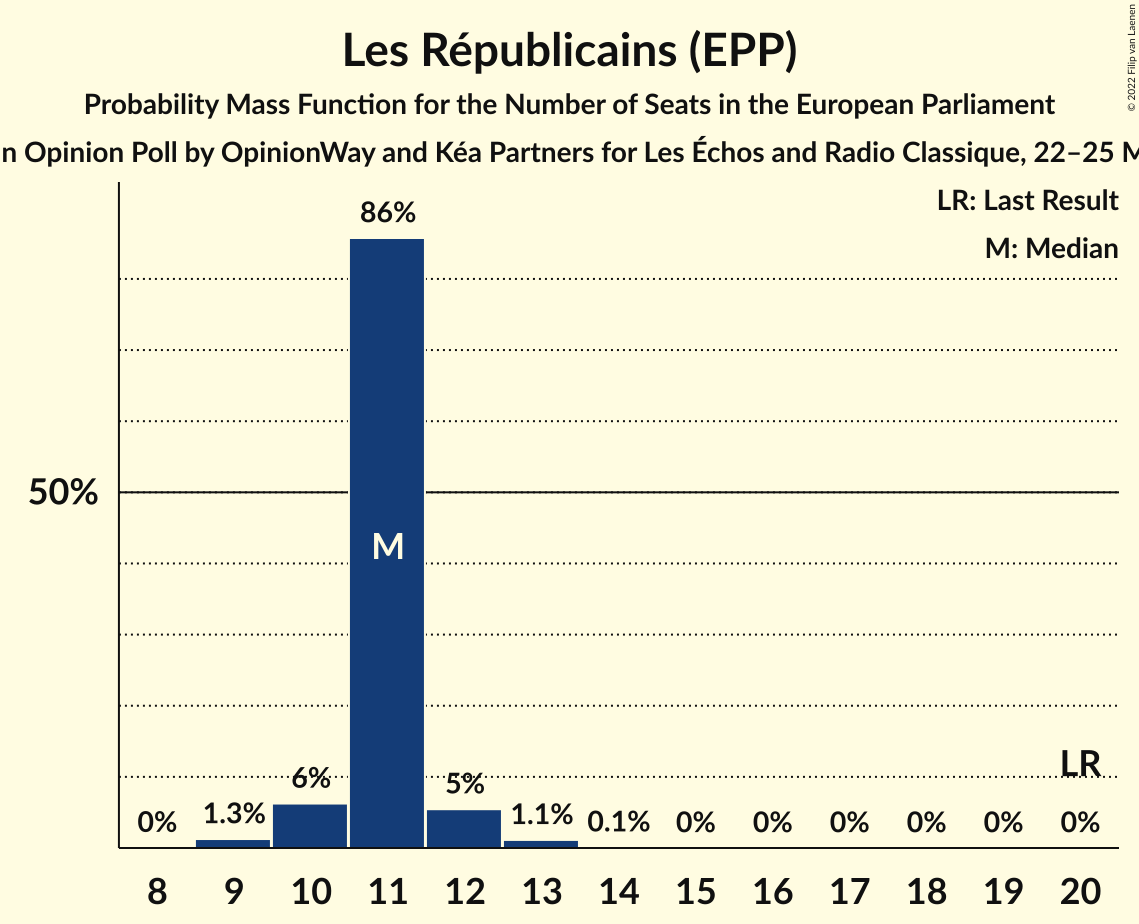 Les Républicains (EPP)
Probability Mass Function for the Number of Seats in the European Parliament
n Opinion Poll by OpinionWay and Kéa Partners for Les Échos and Radio Classique, 22–25 M
© 2022 Filip van Laenen
LR: Last Result
M: Median
86%
50%
M
LR
0% 1.3% 6% 5% 1.1% 0.1% 0% 0% 0% 0% 0% 0%
8 9 10 11 12 13 14 15 16 17 18 19 20